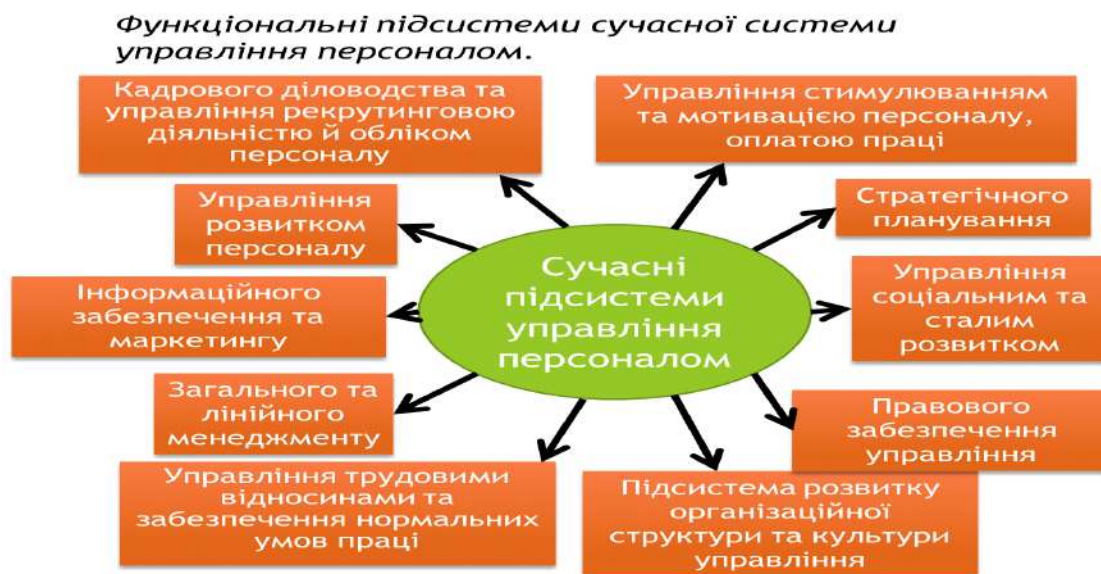 Функціональні підсистеми сучасної системи
управління персоналом.
Кадрового діловодства та
управління рекрутинговою
діяльністю й обліком
персоналу
Управління стимулюванням
та мотивацією персоналу,
оплатою праці
Управління
розвитком
персоналу
Стратегічного
планування
Сучасні
підсистеми
управління
персоналом
Інформаційного
забезпечення та
маркетингу
Управління
соціальним та
сталим
розвитком
Загального та
лінійного
менеджменту
Правового
забезпечення
управління
Управління трудовими
відносинами та
забезпечення нормальних
умов праці
Підсистема розвитку
організаційної
структури та культури
управління